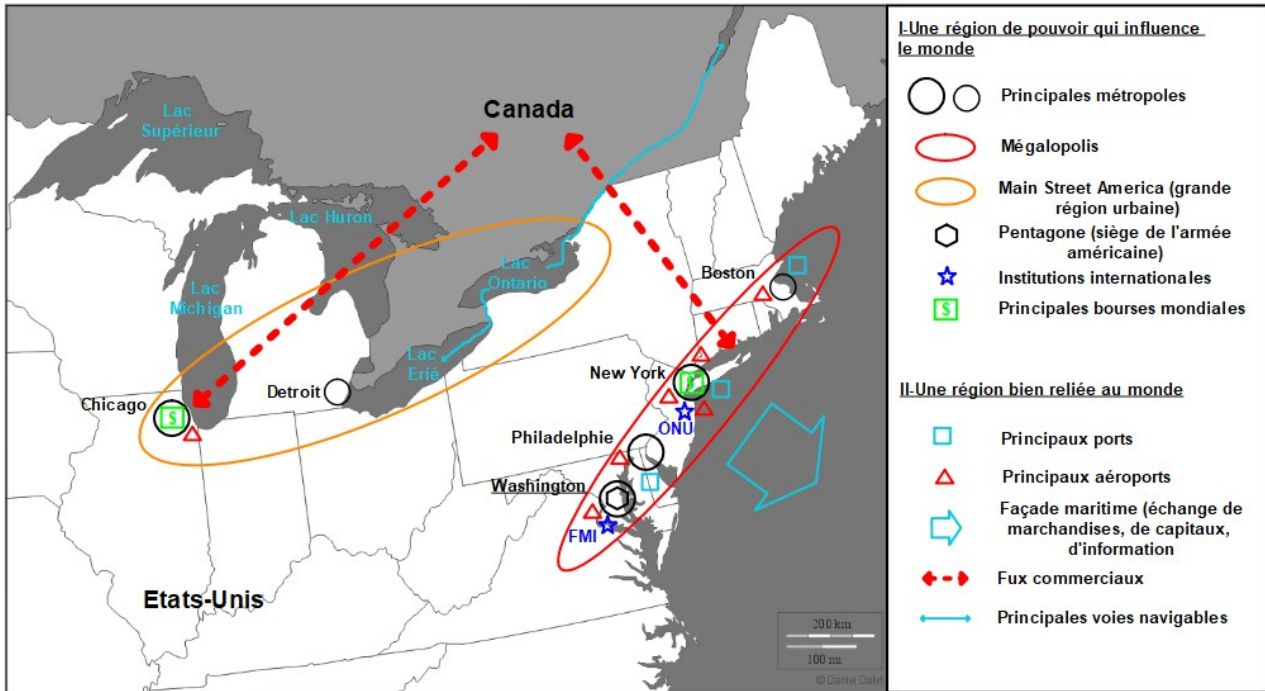 Lac
Supérieur
Canada
Lac Huron
Lac
Michigan
Lac
Ontario
Lac
Erié
Boston
Detroit
Chicago
$
New York
$
ONU
Philadelphie
Washington
FMI
Etats-Unis
200 km
100 mi
© Daniel Dalet
I-Une région de pouvoir qui influence
le monde
Principales métropoles
Mégalopolis
Main Street America (grande
région urbaine)
Pentagone (siège de l'armée
américaine)
Institutions internationales
$
Principales bourses mondiales
II-Une région bien reliée au monde
Principaux ports
Principaux aéroports
Façade maritime (échange de
marchandises, de capitaux,
d'information
Fux commerciaux
Principales voies navigables